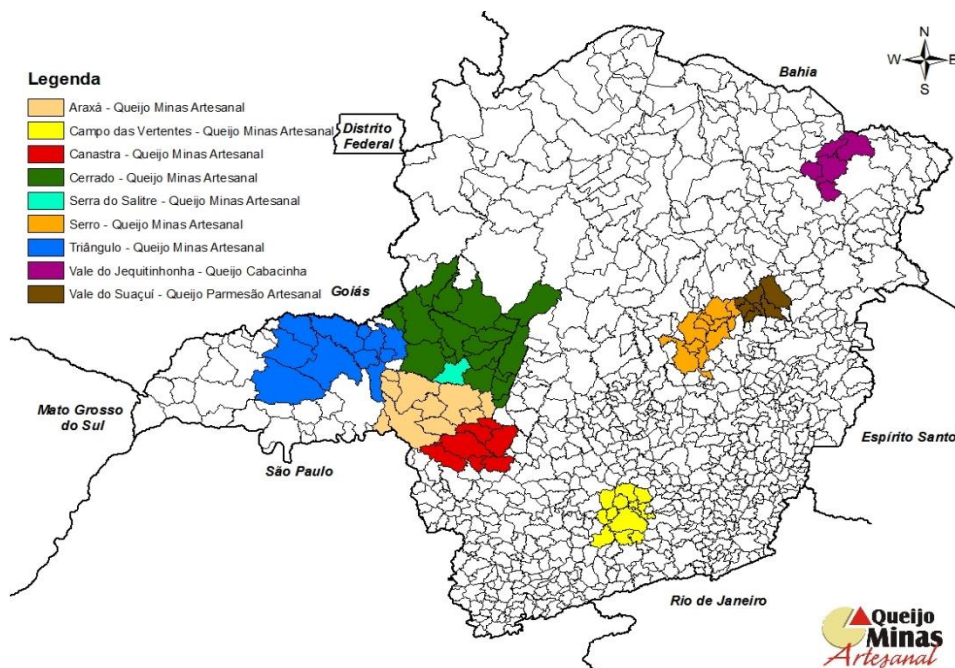 N
W E
S
Bahia
Legenda
Araxá - Queijo Minas Artesanal
Campo das Vertentes - Queijo Minas Artesanal
Canastra - Queijo Minas Artesanal
Cerrado - Queijo Minas Artesanal
Serra do Salitre - Queijo Minas Artesanal
Serro - Queijo Minas Artesanal
Triângulo - Queijo Minas Artesanal
Vale do Jequitinhonha - Queijo Cabacinha
Vale do Suaçuí - Queijo Parmesão Artesanal
Distrito
Federal
Goiás
Mato Grosso
do Sul
São Paulo
Espírito Santo
Rio de Janeiro
Queijo
Minas
Artesanal